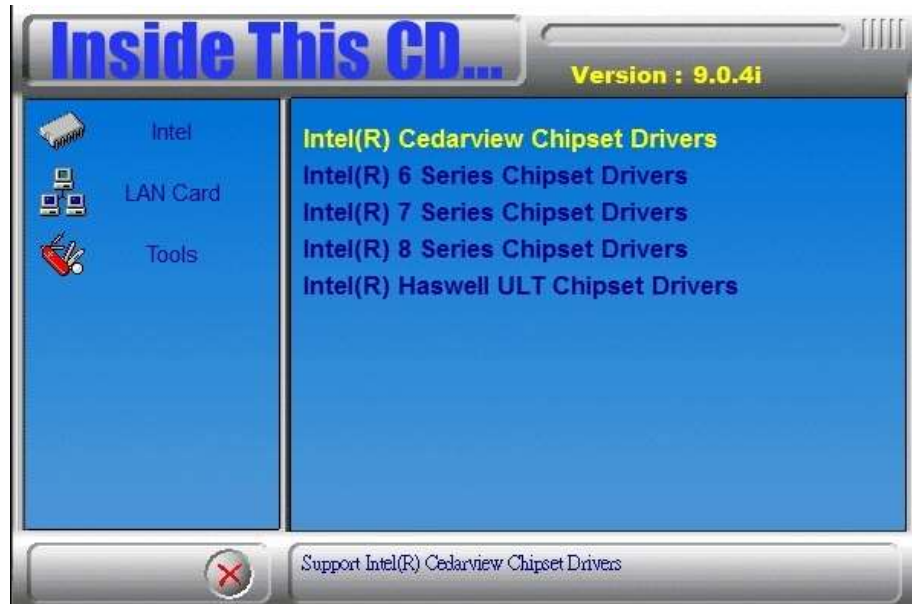 Inside This CD...
Version : 9.0.4i
Intel
LAN Card
Tools
Intel(R) Cedarview Chipset Drivers
Intel(R) 6 Series Chipset Drivers
Intel(R) 7 Series Chipset Drivers
Intel(R) 8 Series Chipset Drivers
Intel(R) Haswell ULT Chipset Drivers
Support Intel(R) Cedarview Chipset Drivers